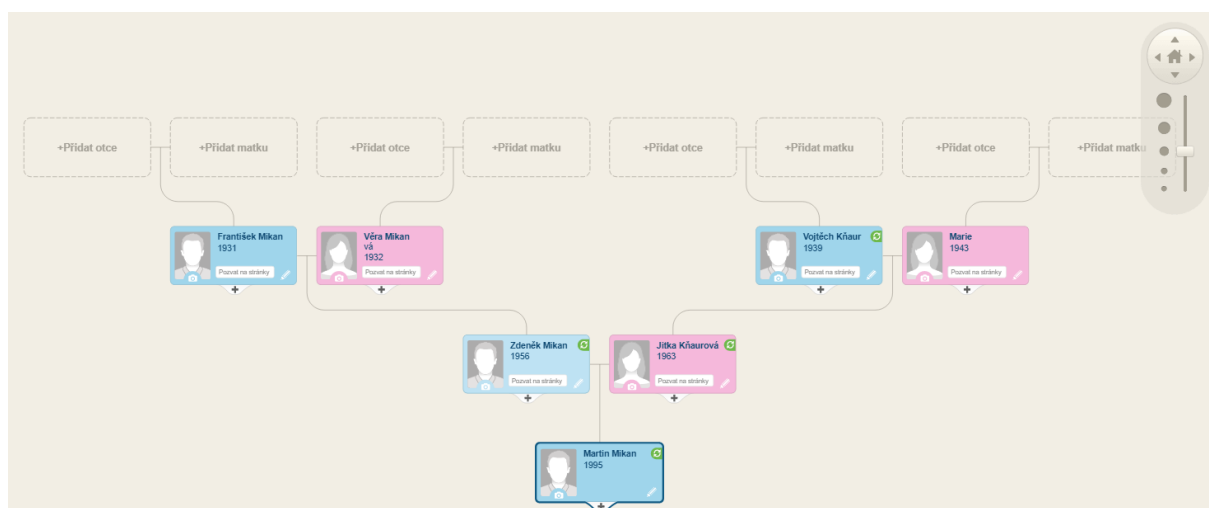 +Přidat otce
+Přidat matku
+Přidat otce
+Přidat matku
+Přidat otce
+Přidat matku
+Přidat otce
+Přidat matku
František Mikan
1931
Pozvat na stránky
Věra Mikan
vá
1932
Pozvat na stránky
Vojtěch Kňaur
1939
Pozvat na stránky
Marie
1943
Pozvat na stránky
Zdeněk Mikan
1956
Pozvat na stránky
Jitka Kňaurová
1963
Pozvat na stránky
Martin Mikan
1995